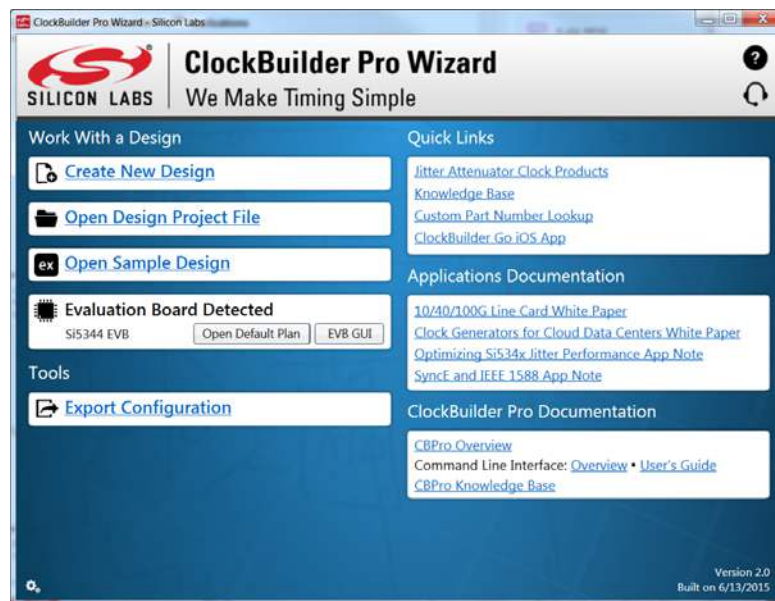 ClockBuilder Pro Wizard - Silicon Labs
SILICON LABS
ClockBuilder Pro Wizard
We Make Timing Simple
?
Work With a Design
Create New Design
Open Design Project File
ex Open Sample Design
Evaluation Board Detected
Si5344 EVB Open Default Plan EVB GUI
Tools
Export Configuration
Quick Links
Jitter Attenuator Clock Products
Knowledge Base
Custom Part Number Lookup
ClockBuilder Go iOS App
Applications Documentation
10/40/100G Line Card White Paper
Clock Generators for Cloud Data Centers White Paper
Optimizing Si534x Jitter Performance App Note
SyncE and IEEE 1588 App Note
ClockBuilder Pro Documentation
CBPro Overview
Command Line Interface: Overview • User's Guide
CBPro Knowledge Base
Version 2.0
Built on 6/13/2015